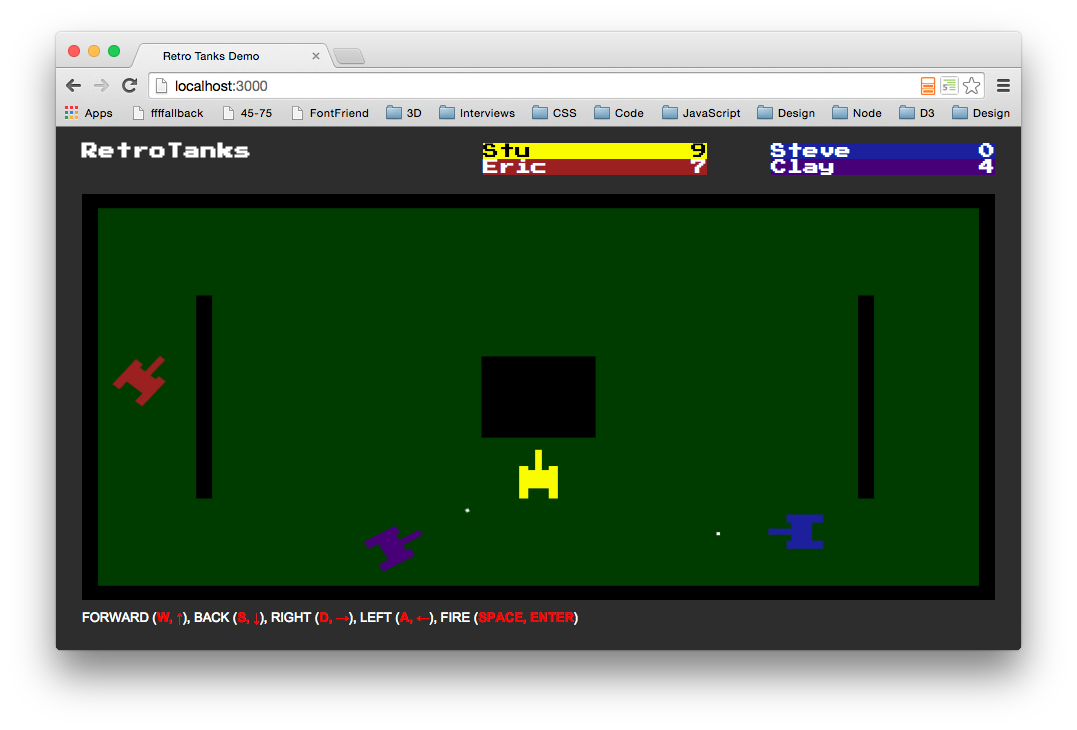 Retro Tanks Demo
localhost:3000
Apps ffffallback 45-75 FontFriend 3D Interviews CSS Code JavaScript Design Node D3 Design
RetroTanks Stu 9 Steve 0
Eric 7 Clay 4
FORWARD (W, ↑), BACK (S, ↓), RIGHT (D, →), LEFT (A, ←), FIRE (SPACE, ENTER)